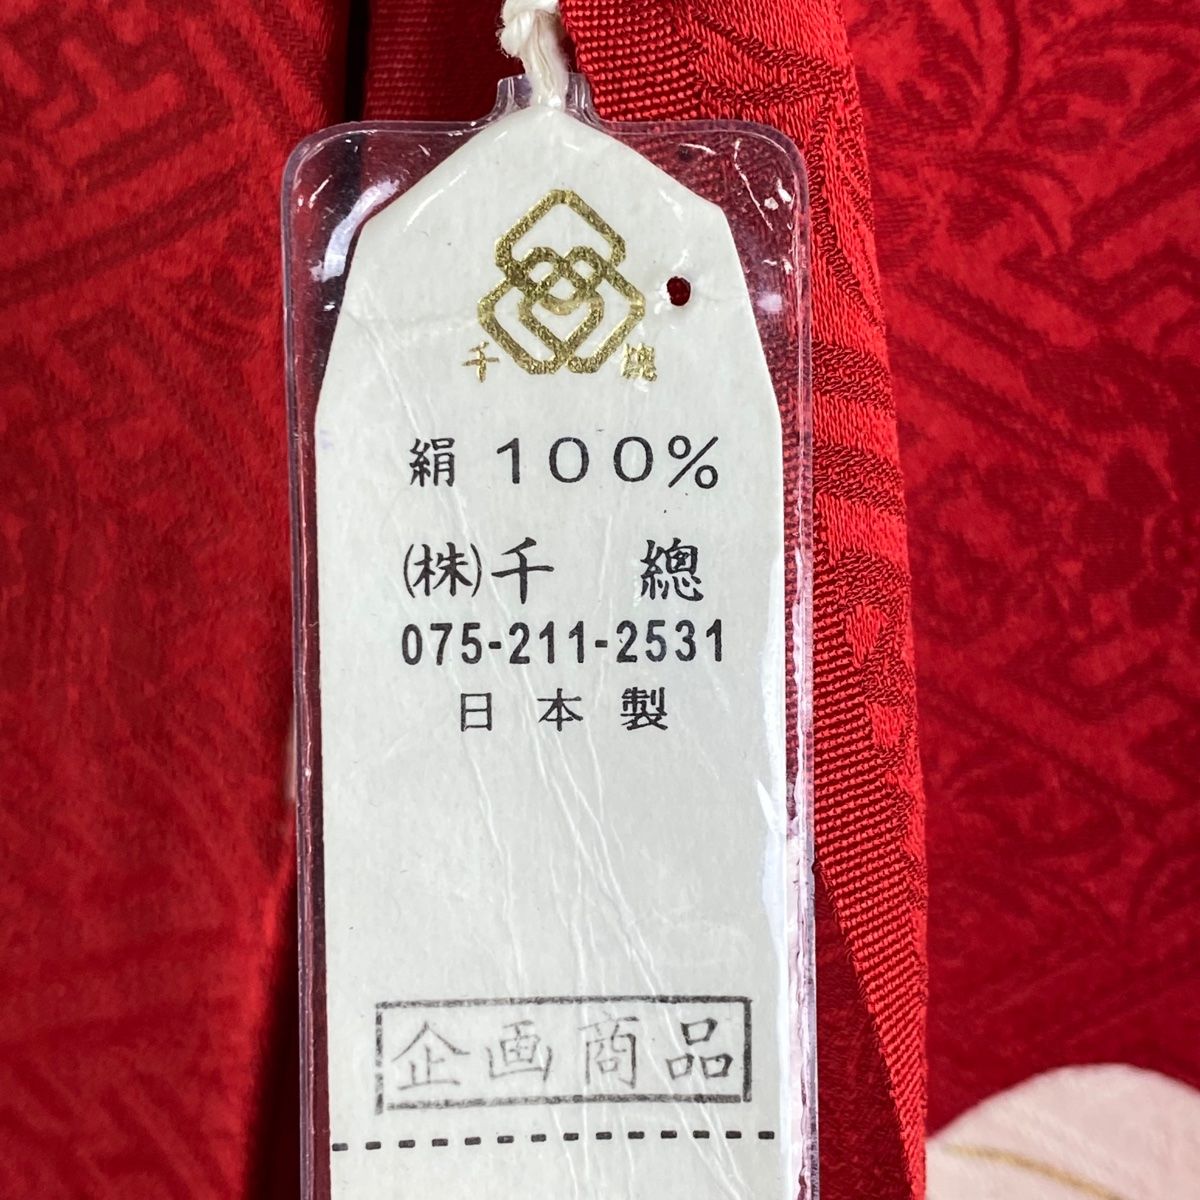 千總
絹 100%
(株)千 總
075-211-2531
日本製
企画商品